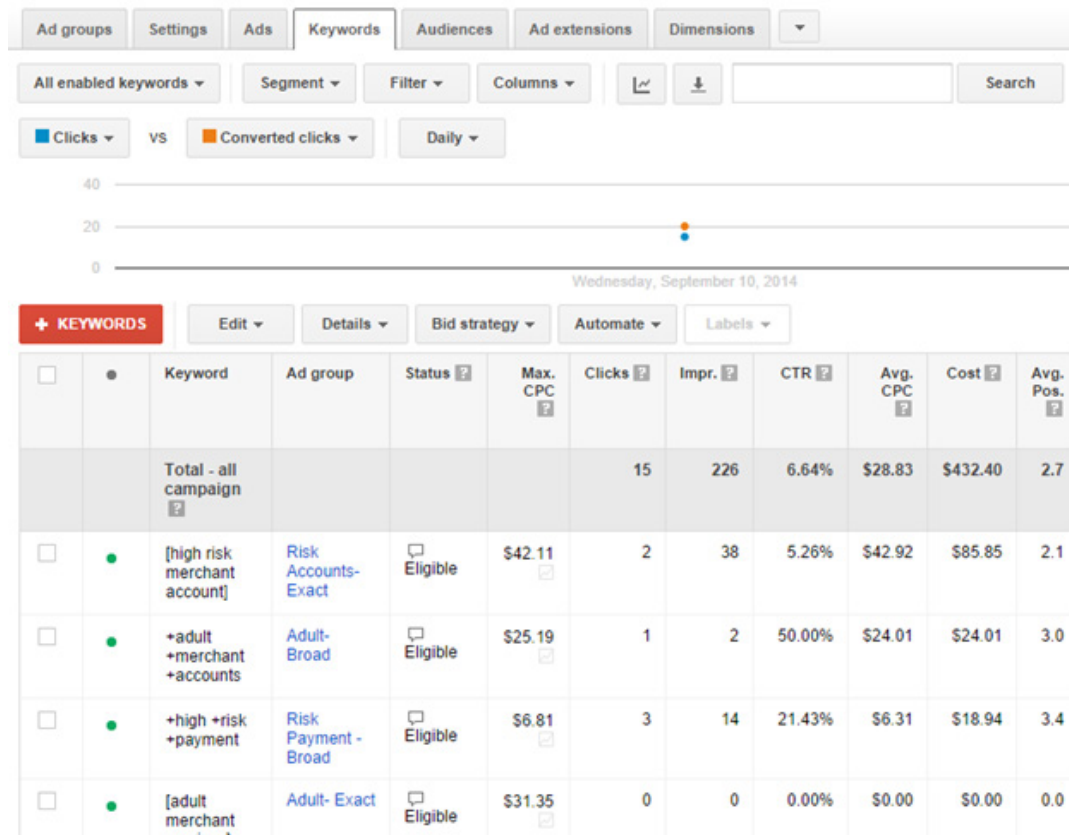 Ad groups Settings Ads Keywords Audiences Ad extensions Dimensions
All enabled keywords Segment Filter Columns Search
Clicks vs Converted clicks Daily
40
20
0
Wednesday, September 10, 2014
+ KEYWORDS Edit Details Bid strategy Automate Labels
Keyword Ad group Status ? Max. Clicks ? Impr. ? CTR ? Avg. Cost ? Avg.
CPC CPC Pos.
? ? ?
Total - all 15 226 6.64% $28.83 $432.40 2.7
campaign
?
[high risk Risk Eligible $42.11 2 38 5.26% $42.92 $85.85 2.1
merchant Accounts-
account] Exact
+adult Adult- Eligible $25.19 1 2 50.00% $24.01 $24.01 3.0
+merchant Broad
+accounts
+high +risk Risk Eligible $6.81 3 14 21.43% $6.31 $18.94 3.4
+payment Payment -
Broad
[adult Adult- Exact Eligible $31.35 0 0 0.00% $0.00 $0.00 0.0
merchant